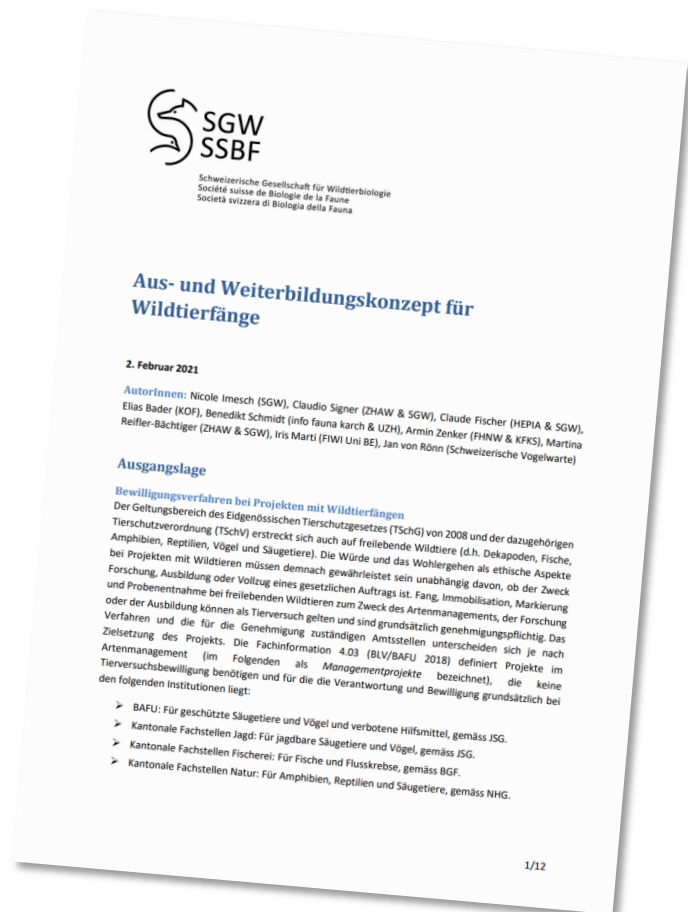 SGW
SSBF
Schweizerische Gesellschaft für Wildtierbiologie
Société suisse de Biologie de la Faune
Società svizzera di Biologia della Fauna
Aus- und Weiterbildungskonzept für
Wildtierfänge
2. Februar 2021
AutorInnen: Nicole Imesch (SGW), Claudio Signer (ZHAW & SGW), Claude Fischer (HEPIA & SGW),
Elias Bader (KOF), Benedikt Schmidt (info fauna karch & UZH), Armin Zenker (FHNW & KFKS), Martina
Reifler-Bächtiger (ZHAW & SGW), Iris Marti (FIWI Uni BE), Jan von Rönn (Schweizerische Vogelwarte)
Ausgangslage
Bewilligungsverfahren bei Projekten mit Wildtierfängen
Der Geltungsbereich des Eidgenössischen Tierschutzgesetzes (TSchG) von 2008 und der dazugehörigen
Tierschutzverordnung (TSchV) erstreckt sich auch auf freilebende Wildtiere (d.h. Dekapoden, Fische,
Amphibien, Reptilien, Vögel und Säugetiere). Die Würde und das Wohlergehen als ethische Aspekte
bei Projekten mit Wildtieren müssen demnach gewährleistet sein unabhängig davon, ob der Zweck
Forschung, Ausbildung oder Vollzug eines gesetzlichen Auftrags ist. Fang, Immobilisation, Markierung
und Probenentnahme bei freilebenden Wildtieren zum Zweck des Artenmanagements, der Forschung
oder der Ausbildung können als Tierversuch gelten und sind grundsätzlich genehmigungspflichtig. Das
Verfahren und die für die Genehmigung zuständigen Amtsstellen unterscheiden sich je nach
Zielsetzung des Projekts. Die Fachinformation 4.03 (BLV/BAFU 2018) definiert Projekte im
Artenmanagement (im Folgenden als Managementprojekte bezeichnet), die keine
Tierversuchsbewilligung benötigen und für die die Verantwortung und Bewilligung grundsätzlich bei
den folgenden Institutionen liegt:
➢ BAFU: Für geschützte Säugetiere und Vögel und verbotene Hilfsmittel, gemäss JSG.
➢ Kantonale Fachstellen Jagd: Für jagdbare Säugetiere und Vögel, gemäss JSG.
➢ Kantonale Fachstellen Fischerei: Für Fische und Flusskrebse, gemäss BGF.
➢ Kantonale Fachstellen Natur: Für Amphibien, Reptilien und Säugetiere, gemäss NHG.
1/12